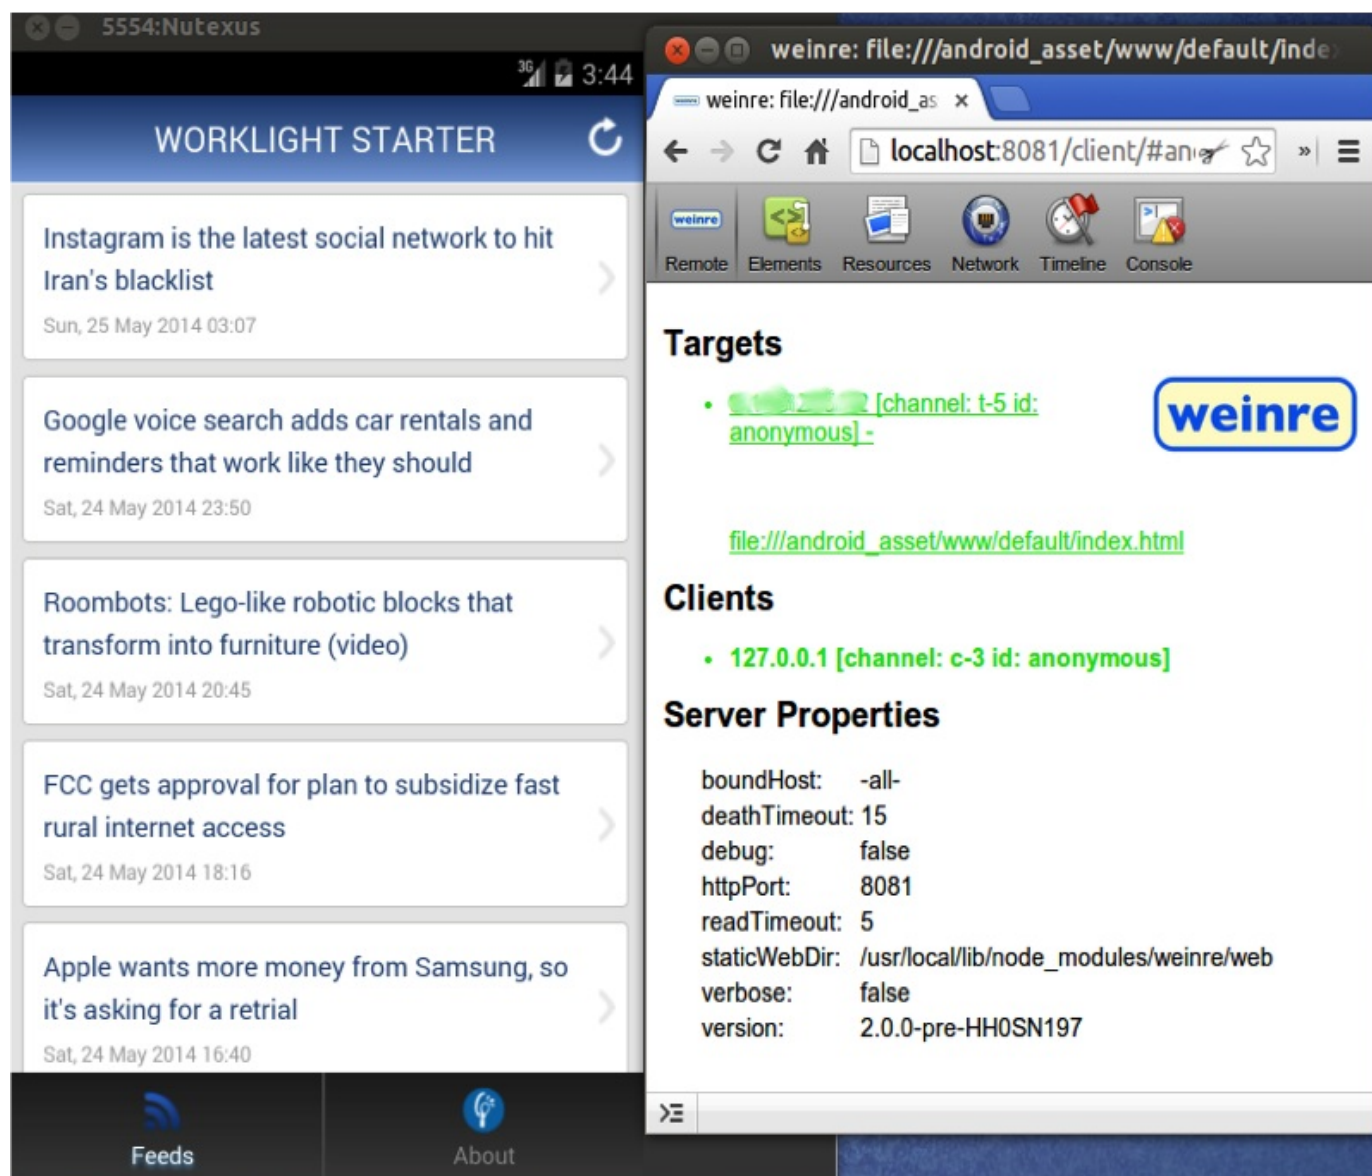 5554:Nutexus
3G
3:44
WORKLIGHT STARTER
Instagram is the latest social network to hit
Iran's blacklist
Sun, 25 May 2014 03:07
Google voice search adds car rentals and
reminders that work like they should
Sat, 24 May 2014 23:50
Roombots: Lego-like robotic blocks that
transform into furniture (video)
Sat, 24 May 2014 20:45
FCC gets approval for plan to subsidize fast
rural internet access
Sat, 24 May 2014 18:16
Apple wants more money from Samsung, so
it's asking for a retrial
Sat, 24 May 2014 16:40
Feeds
About
weinre: file:///android_asset/www/default/inde
weinre: file:///android_as
localhost:8081/client/#an
weinre
Remote Elements Resources Network Timeline Console
Targets
[channel: t-5 id:
anonymous] -
weinre
file:///android_asset/www/default/index.html
Clients
127.0.0.1 [channel: c-3 id: anonymous]
Server Properties
boundHost: -all-
deathTimeout: 15
debug: false
httpPort: 8081
readTimeout: 5
staticWebDir: /usr/local/lib/node_modules/weinre/web
verbose: false
version: 2.0.0-pre-HH0SN197